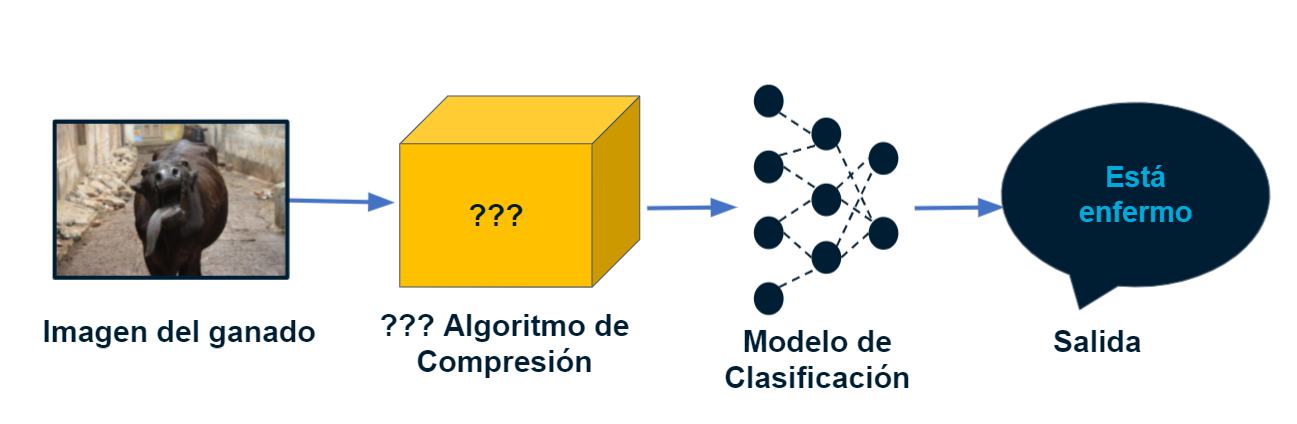 ???
Está
enfermo
Imagen del ganado
??? Algoritmo de
Compresión
Modelo de
Clasificación
Salida